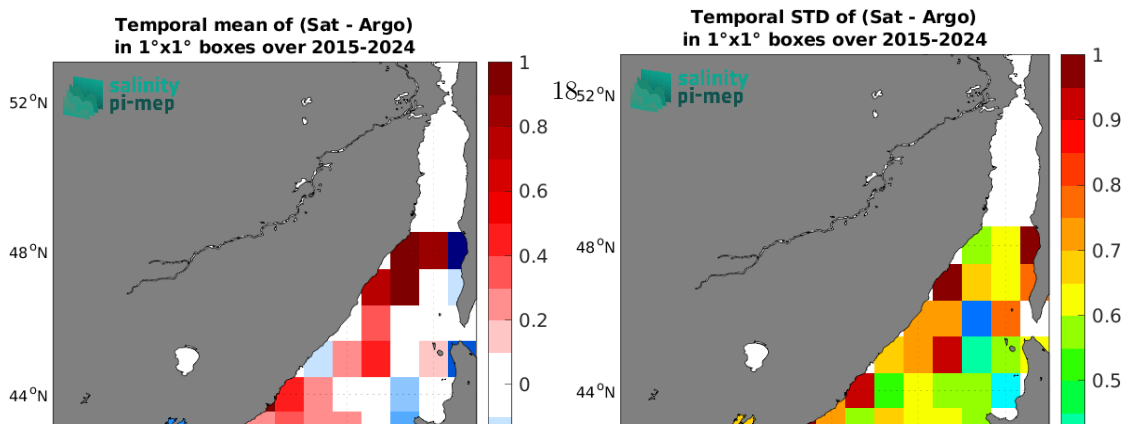 Temporal mean of (Sat - Argo)
in 1°x1° boxes over 2015-2024
salinity
pi-mep
52°N
48°N
44°N
1
0.8
0.6
0.4
0.2
0
18
Temporal STD of (Sat - Argo)
in 1°x1° boxes over 2015-2024
salinity
pi-mep
52°N
48°N
44°N
1
0.9
0.8
0.7
0.6
0.5